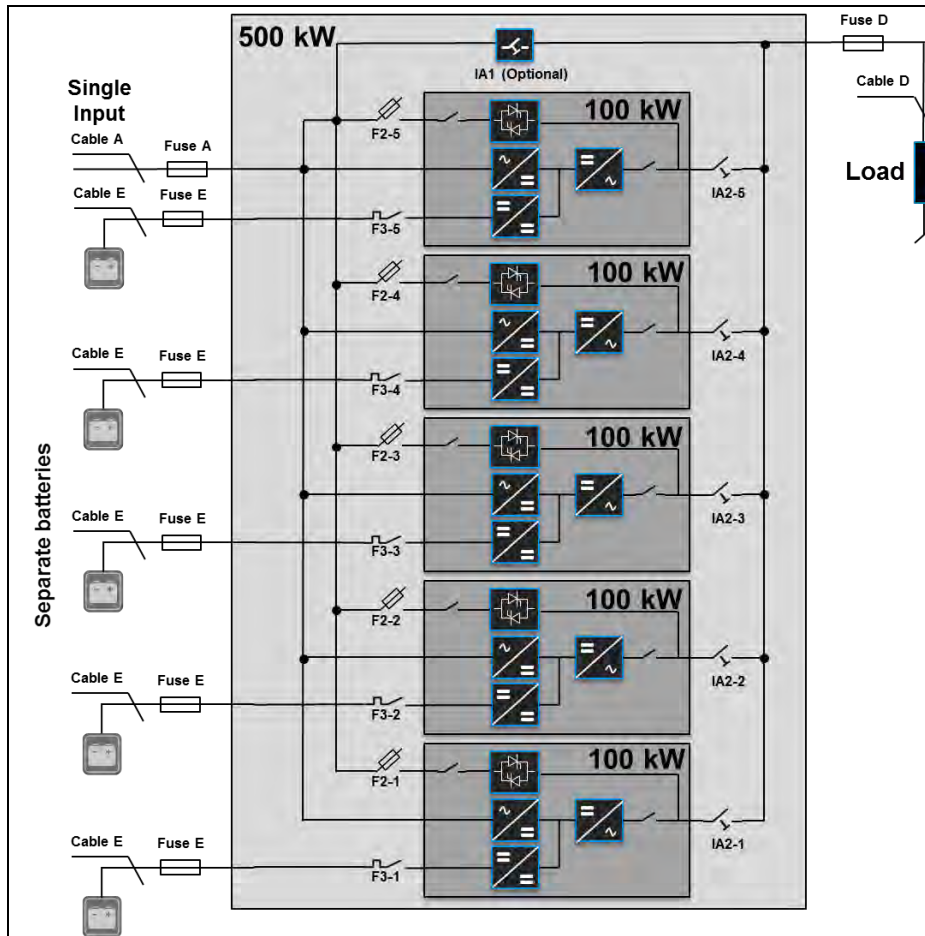 500 kW
Fuse D
IA1 (Optional)
Cable D
Single
Input
Cable A
Fuse A
F2-5
100 kW
Load
Cable E
Fuse E
IA2-5
F3-5
F2-4
100 kW
Cable E
Fuse E
IA2-4
F3-4
F2-3
100 kW
Separate batteries
Cable E
Fuse E
IA2-3
F3-3
F2-2
100 kW
Cable E
Fuse E
IA2-2
F3-2
F2-1
100 kW
Cable E
Fuse E
IA2-1
F3-1